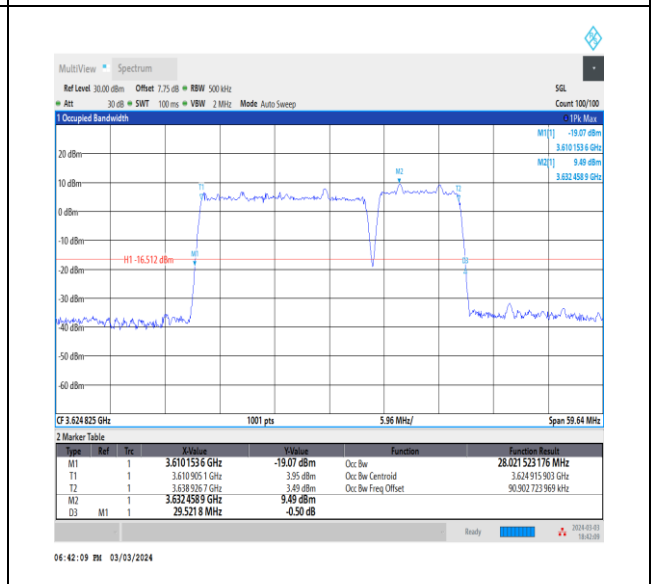 MultiView Spectrum
Ref Level 30.00 dBm Offset 7.75 dB RBW 500 kHz SGL
Att 30 dB SWT 100 ms VBW 2 MHz Mode Auto Sweep Count 100/100
1 Occupied Bandwidth 1Pk Max
M1[1] -19.07 dBm
3.610 153 6 GHz
M2[1] 9.49 dBm
3.632 458 9 GHz
20 dBm
10 dBm
0 dBm
-10 dBm
-20 dBm
-30 dBm
-40 dBm
-50 dBm
-60 dBm
H1 -16.512 dBm
M1
T1
M2
T2
D3
CF 3.624 825 GHz 1001 pts 5.96 MHz/ Span 59.64 MHz
2 Marker Table
Type Ref Trc X-Value Y-Value Function Function Result
M1 1 3.610 153 6 GHz -19.07 dBm Occ Bw 28.021 523 176 MHz
T1 1 3.610 905 1 GHz 3.95 dBm Occ Bw Centroid 3.624 915 903 GHz
T2 1 3.638 926 7 GHz 3.49 dBm Occ Bw Freq Offset 90.902 723 969 kHz
M2 1 3.632 458 9 GHz 9.49 dBm
D3 M1 1 29.521 8 MHz -0.50 dB
Ready 2024-03-03
18:42:09
06:42:09 PM 03/03/2024